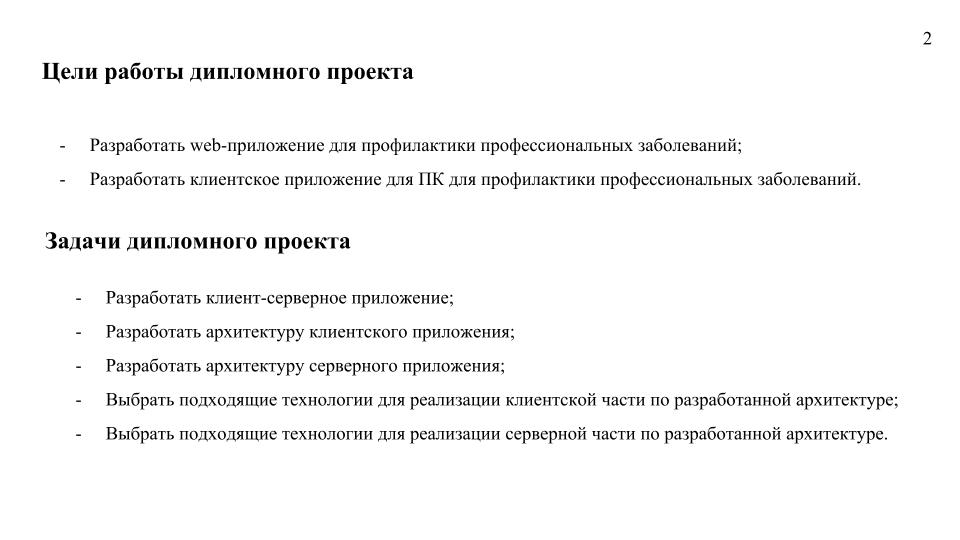 2
Цели работы дипломного проекта
- Разработать web-приложение для профилактики профессиональных заболеваний;
- Разработать клиентское приложение для ПК для профилактики профессиональных заболеваний.
Задачи дипломного проекта
- Разработать клиент-серверное приложение;
- Разработать архитектуру клиентского приложения;
- Разработать архитектуру серверного приложения;
- Выбрать подходящие технологии для реализации клиентской части по разработанной архитектуре;
- Выбрать подходящие технологии для реализации серверной части по разработанной архитектуре.